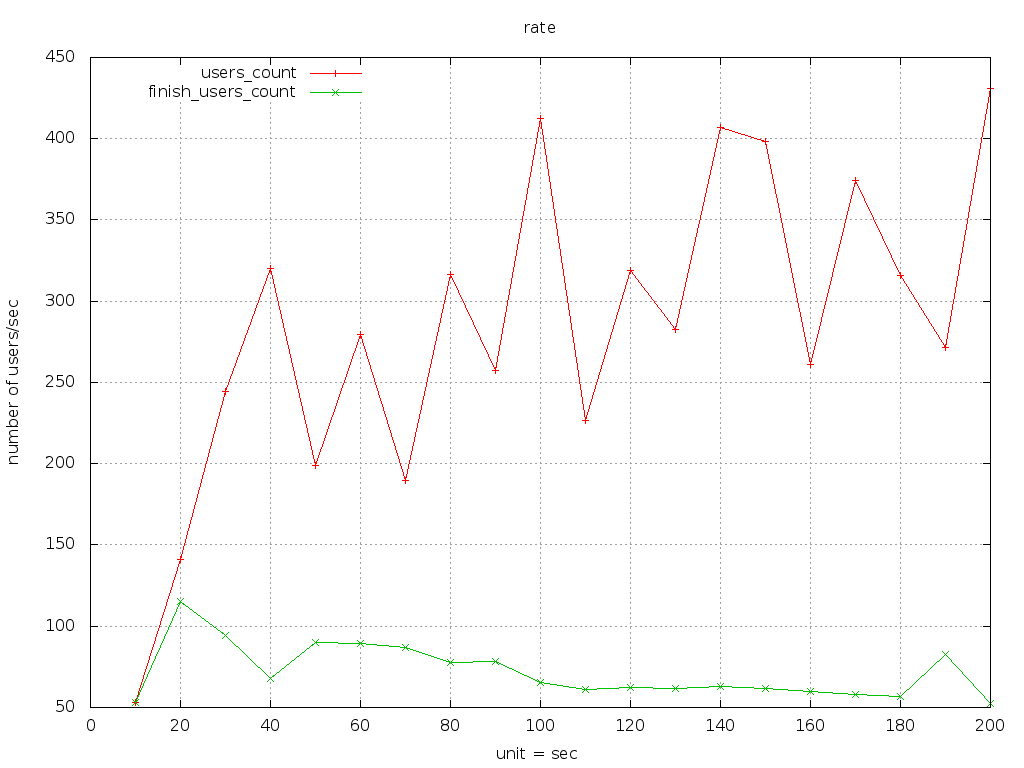 rate
450
400
350
300
250
200
150
100
50
number of users/sec
users_count
finish_users_count
0 20 40 60 80 100 120 140 160 180 200
unit = sec